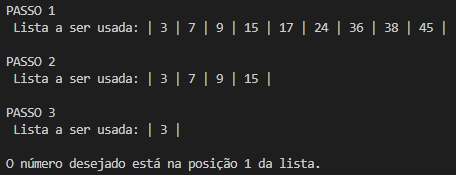 PASSO 1
Lista a ser usada: | 3 | 7 | 9 | 15 | 17 | 24 | 36 | 38 | 45 |
PASSO 2
Lista a ser usada: | 3 | 7 | 9 | 15 |
PASSO 3
Lista a ser usada: | 3 |
O número desejado está na posição 1 da lista.